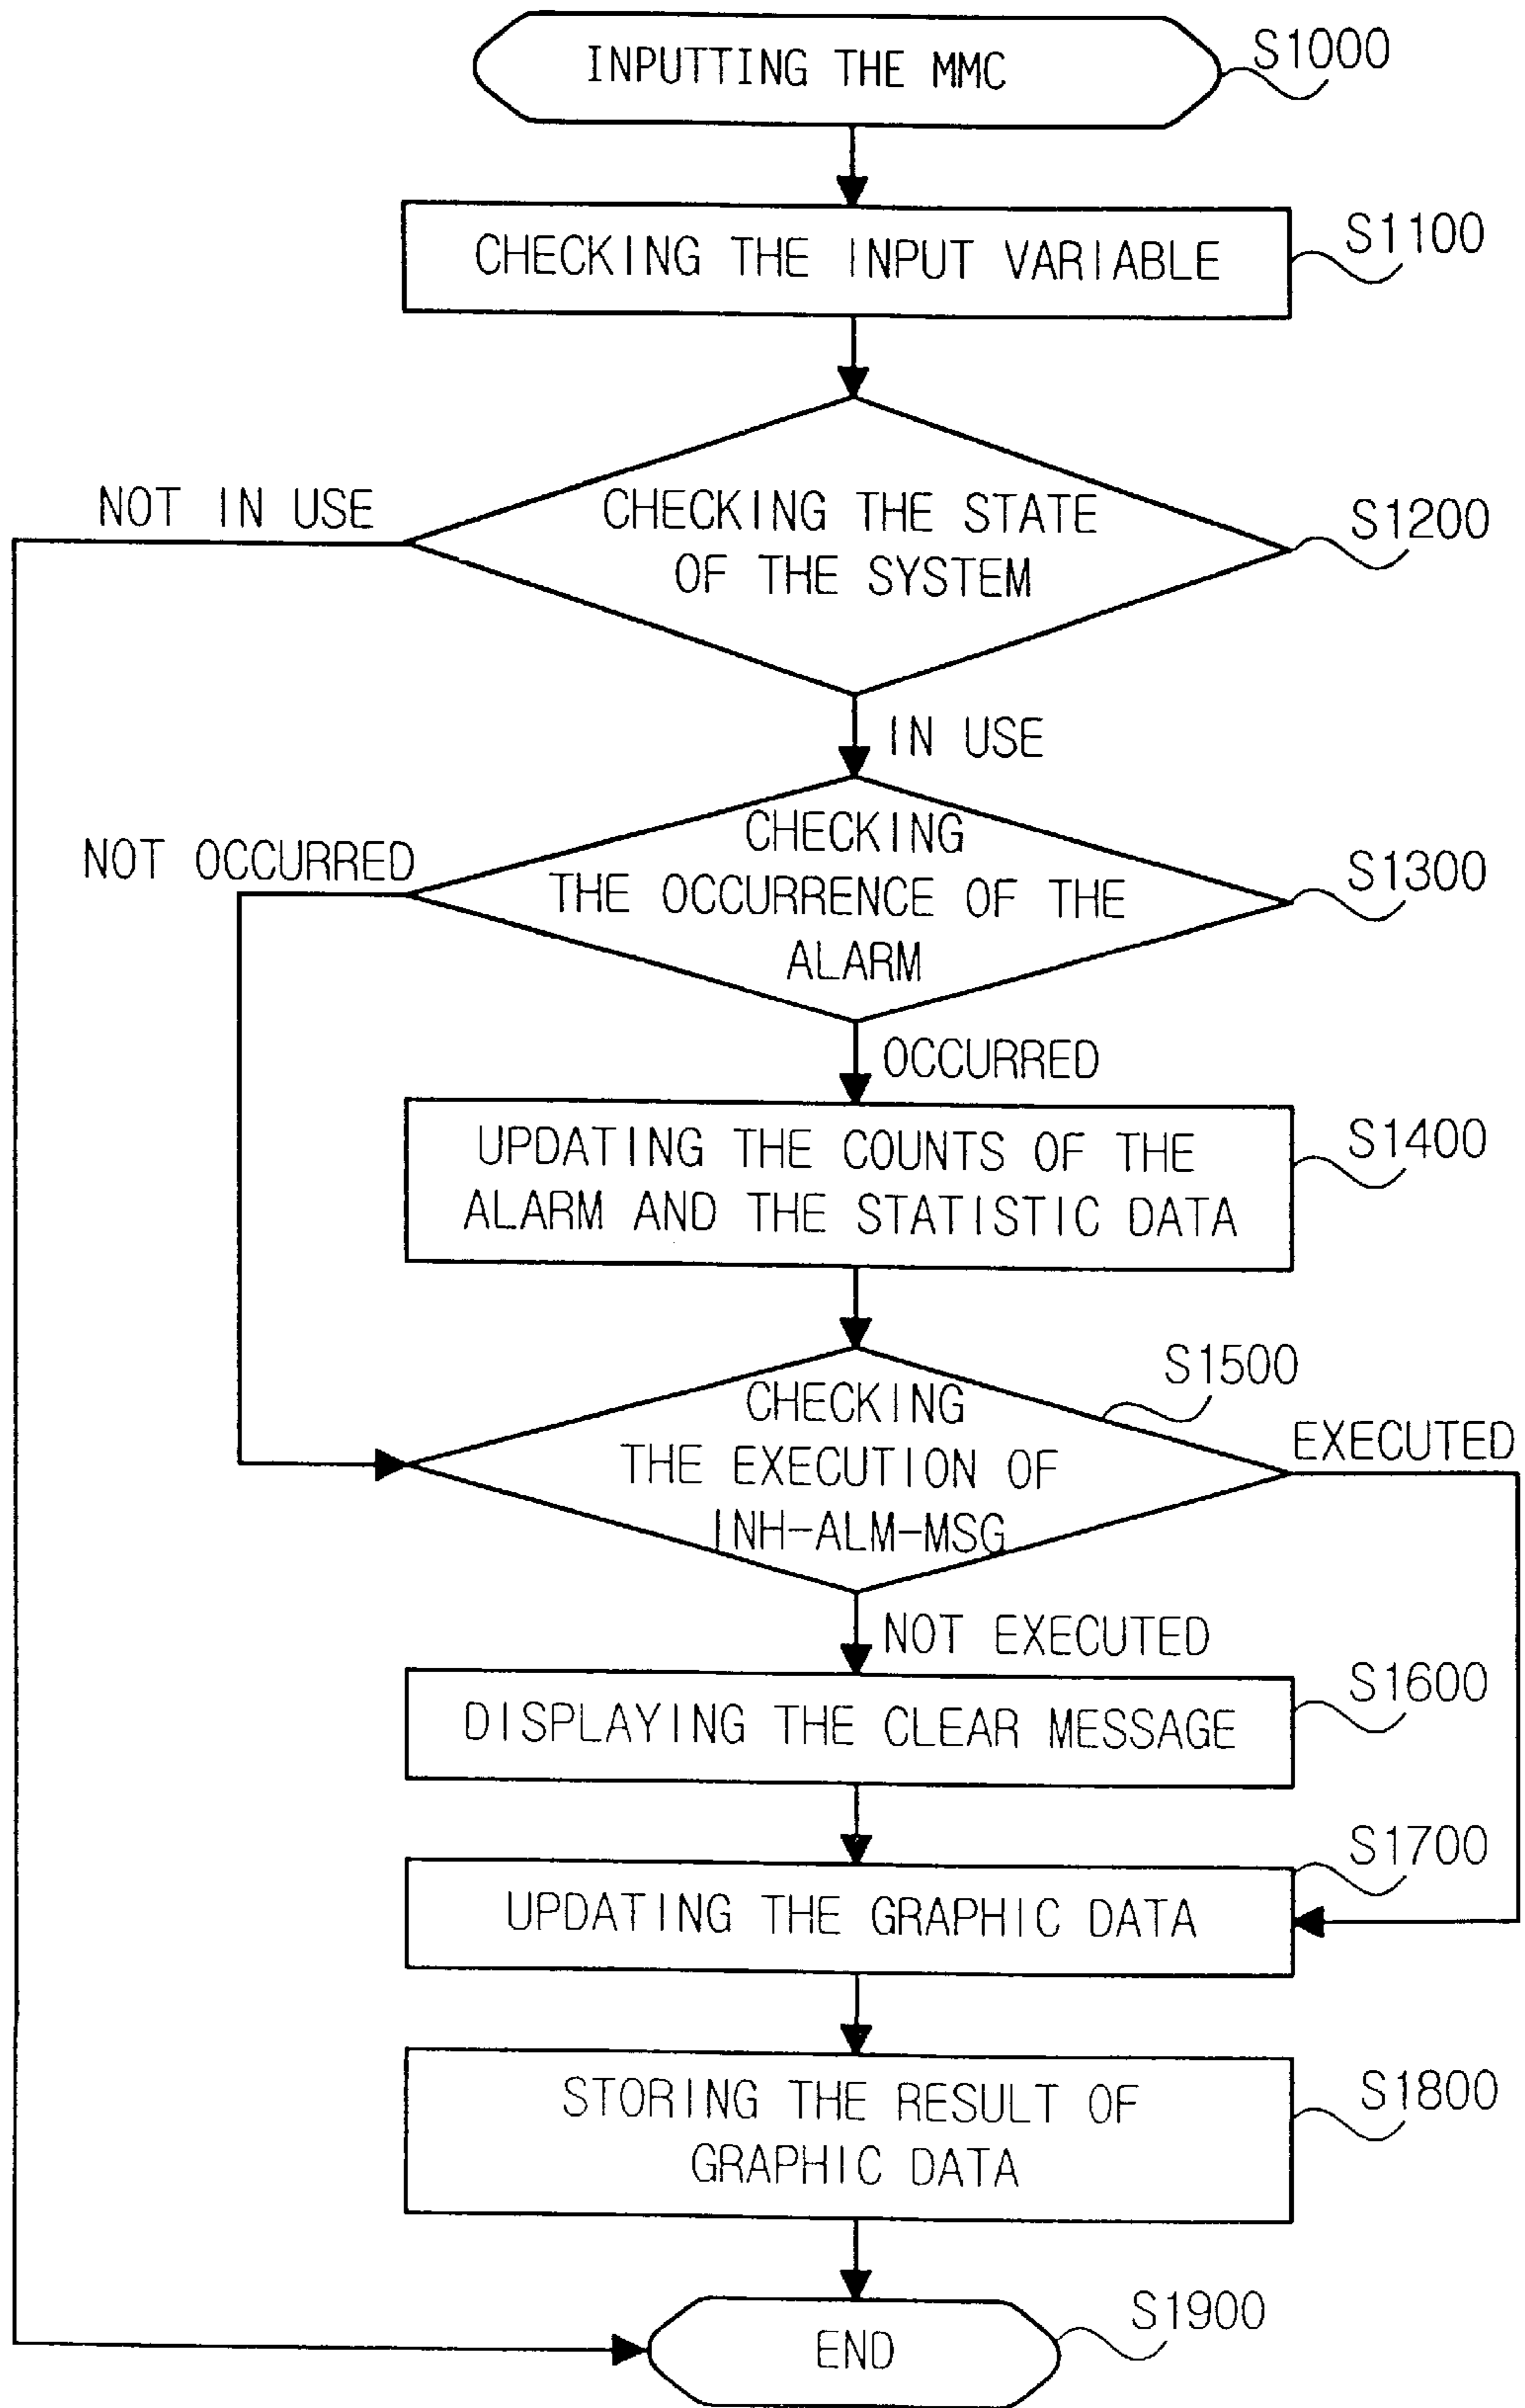 INPUTTING THE MMC
S1000
CHECKING THE INPUT VARIABLE
S1100
NOT IN USE
CHECKING THE STATE
OF THE SYSTEM
S1200
IN USE
NOT OCCURRED
CHECKING
THE OCCURRENCE OF THE
ALARM
S1300
OCCURRED
UPDATING THE COUNTS OF THE
ALARM AND THE STATISTIC DATA
S1400
CHECKING
THE EXECUTION OF
INH-ALM-MSG
S1500
EXECUTED
NOT EXECUTED
DISPLAYING THE CLEAR MESSAGE
S1600
UPDATING THE GRAPHIC DATA
S1700
STORING THE RESULT OF
GRAPHIC DATA
S1800
END
S1900